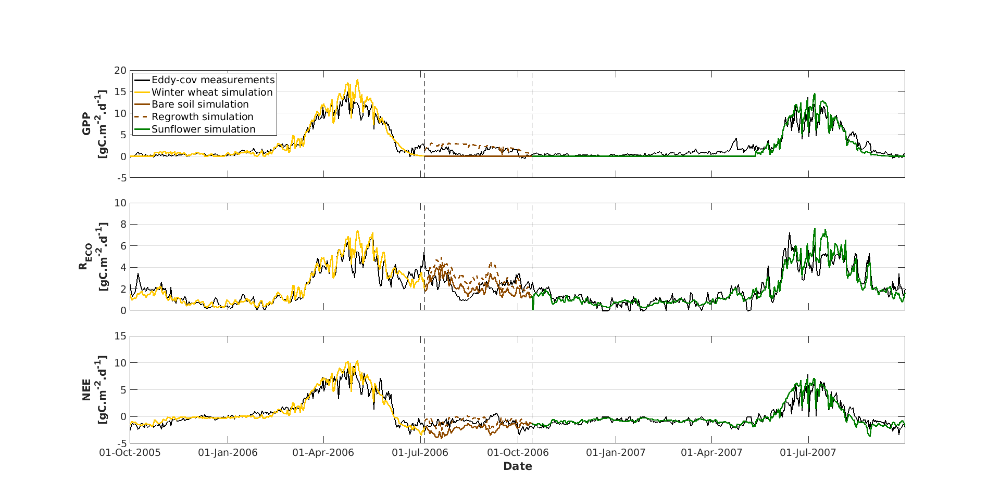 20
15
10
5
0
-5
GPP
[gC.m-2.d-1]
Eddy-cov measurements
Winter wheat simulation
Bare soil simulation
Regrowth simulation
Sunflower simulation
10
8
6
4
2
0
RECO
[gC.m-2.d-1]
15
10
5
0
-5
NEE
[gC.m-2.d-1]
01-Oct-2005 01-Jan-2006 01-Apr-2006 01-Jul-2006 01-Oct-2006 01-Jan-2007 01-Apr-2007 01-Jul-2007
Date